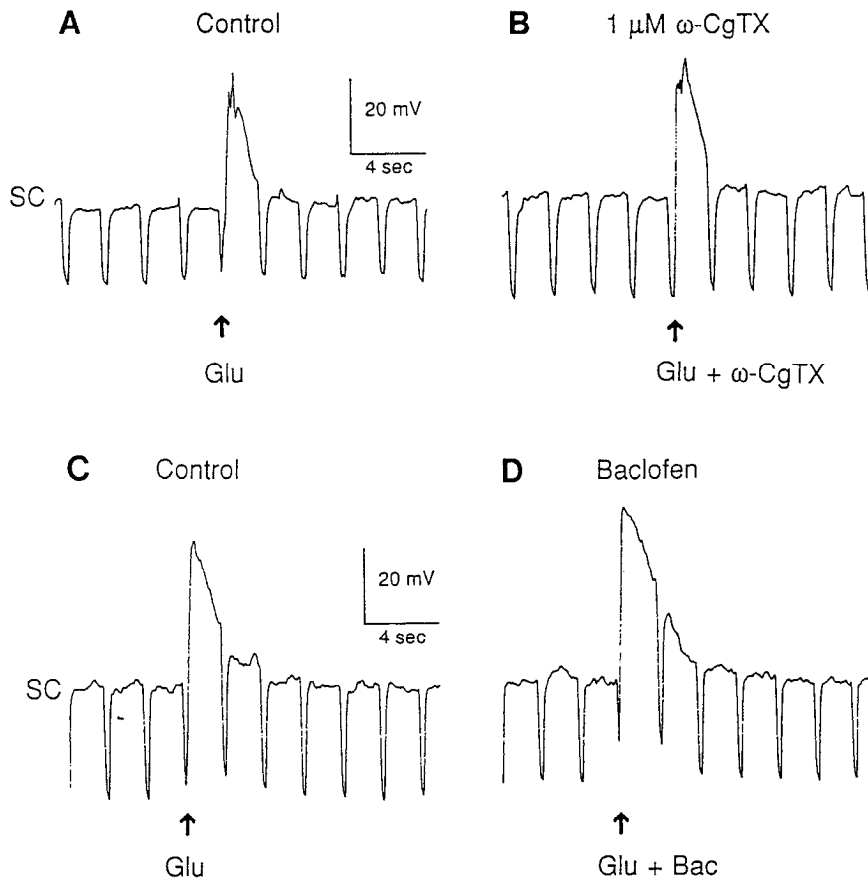 A Control
B 1 μM ω-CgTX
20 mV
4 sec
SC
Glu
Glu + ω-CgTX
C Control
D Baclofen
20 mV
4 sec
SC
Glu
Glu + Bac